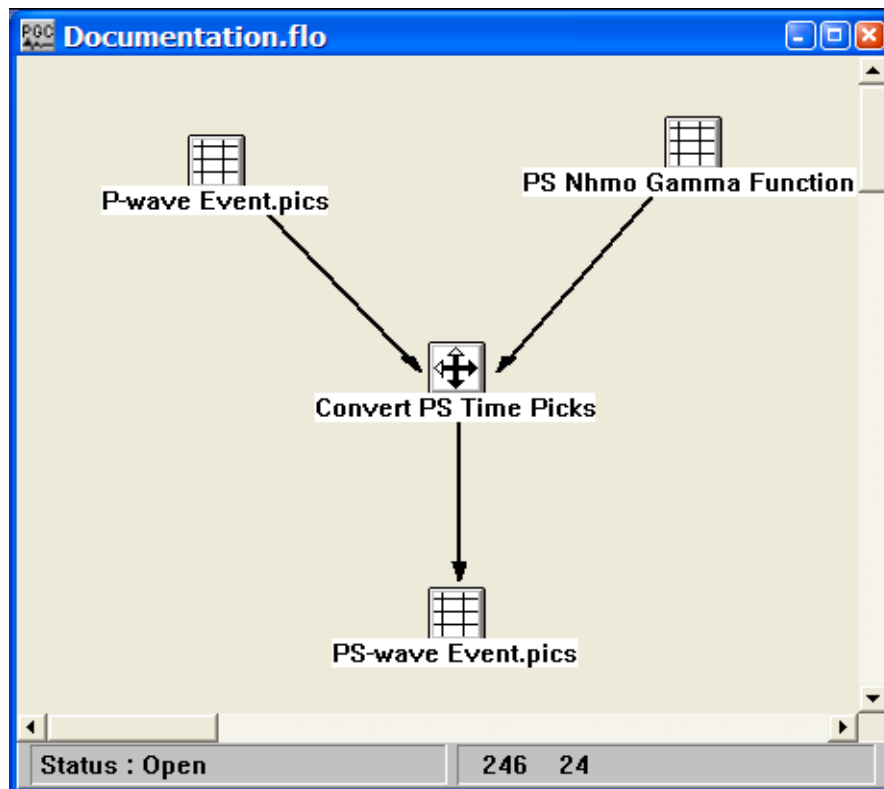 PGC Documentation.flo
P-wave Event.pics
PS Nhmo Gamma Function
Convert PS Time Picks
PS-wave Event.pics
Status : Open
246 24